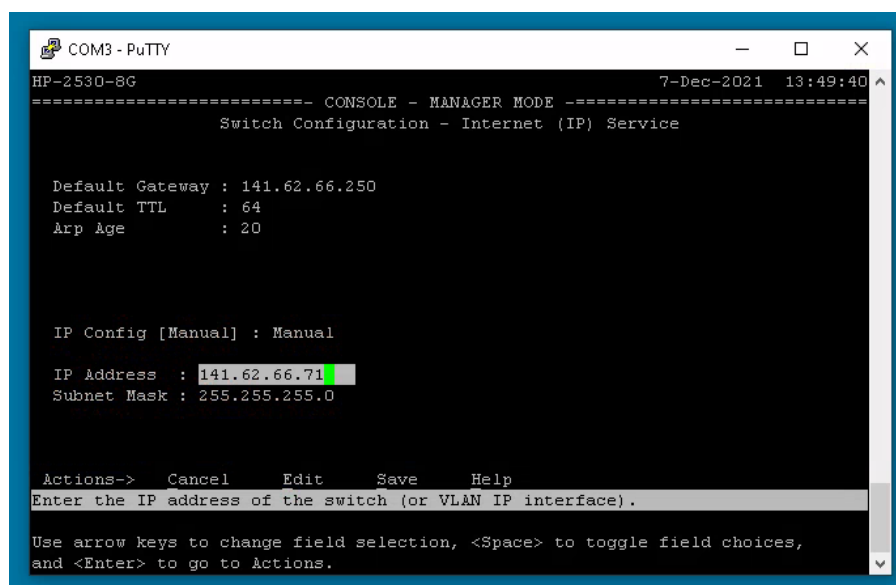 COM3 - PuTTY
HP-2530-8G 7-Dec-2021 13:49:40
==========================- CONSOLE - MANAGER MODE -============================
Switch Configuration - Internet (IP) Service
Default Gateway : 141.62.66.250
Default TTL : 64
Arp Age : 20
IP Config [Manual] : Manual
IP Address : 141.62.66.71
Subnet Mask : 255.255.255.0
Actions-> Cancel Edit Save Help
Enter the IP address of the switch (or VLAN IP interface).
Use arrow keys to change field selection, <Space> to toggle field choices,
and <Enter> to go to Actions.